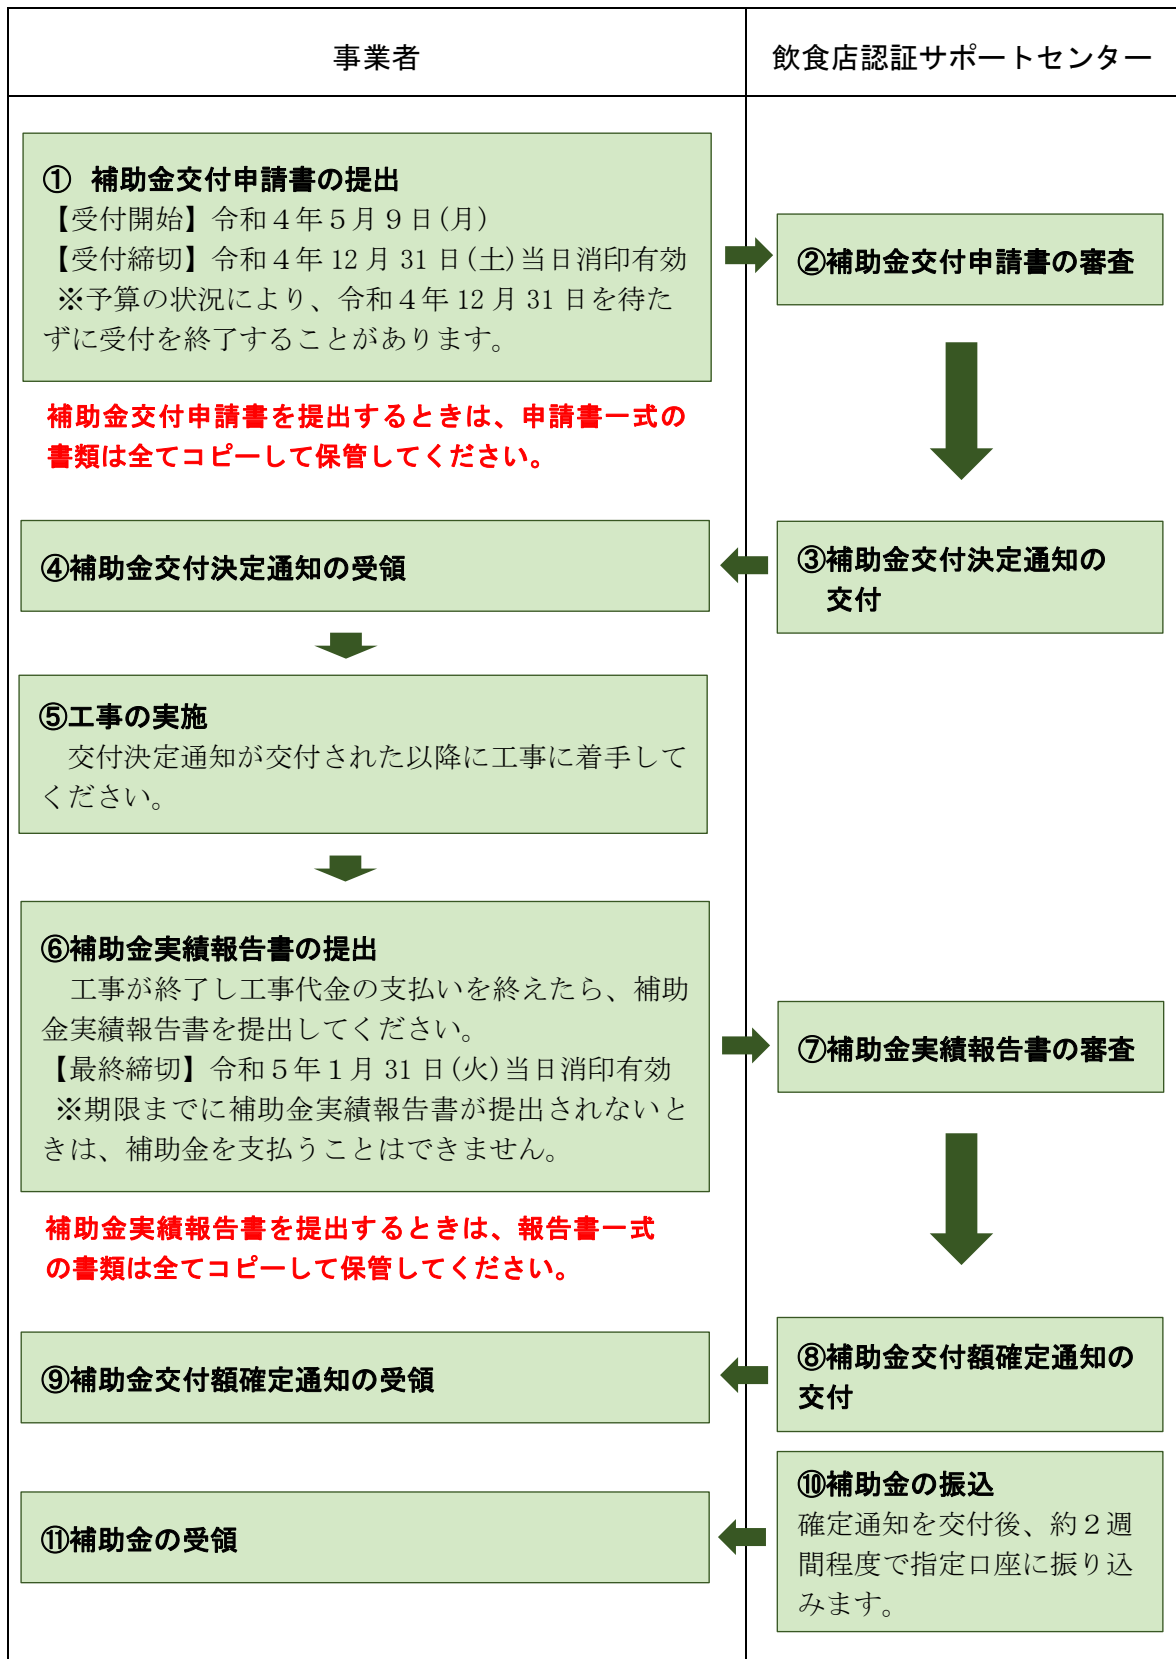 事業者
飲食店認証サポートセンター
① 補助金交付申請書の提出
【受付開始】令和４年５月９日(月)
【受付締切】令和４年 12 月 31 日(土)当日消印有効
※予算の状況により、令和４年 12 月 31 日を待た
ずに受付を終了することがあります。
②補助金交付申請書の審査
補助金交付申請書を提出するときは、申請書一式の
書類は全てコピーして保管してください。
③補助金交付決定通知の
交付
④補助金交付決定通知の受領
⑤工事の実施
交付決定通知が交付された以降に工事に着手して
ください。
⑥補助金実績報告書の提出
工事が終了し工事代金の支払いを終えたら、補助
金実績報告書を提出してください。
【最終締切】令和５年１月 31 日(火)当日消印有効
※期限までに補助金実績報告書が提出されないと
きは、補助金を支払うことはできません。
⑦補助金実績報告書の審査
補助金実績報告書を提出するときは、報告書一式
の書類は全てコピーして保管してください。
⑧補助金交付額確定通知の
交付
⑨補助金交付額確定通知の受領
⑩補助金の振込
確定通知を交付後、約２週
間程度で指定口座に振り込
みます。
⑪補助金の受領